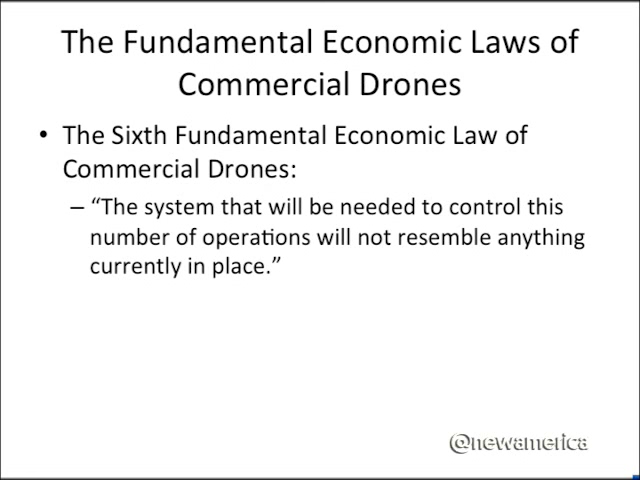 The Fundamental Economic Laws of
Commercial Drones
• The Sixth Fundamental Economic Law of
Commercial Drones:
– “The system that will be needed to control this
number of operations will not resemble anything
currently in place.”
@newamerica